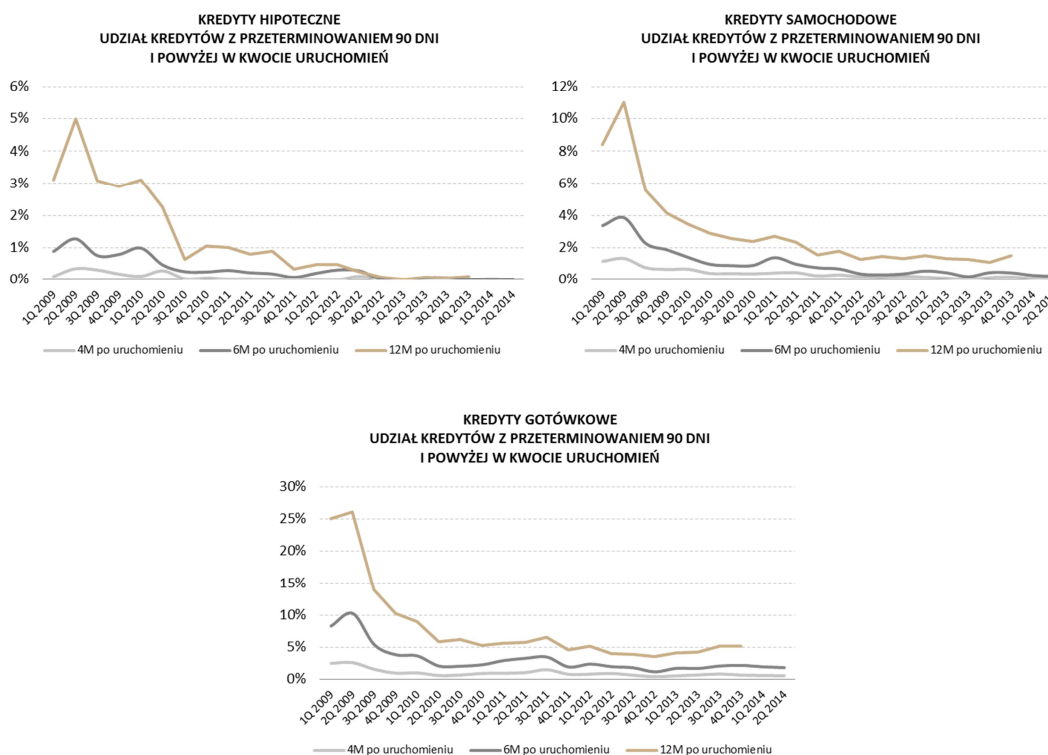 KREDYTY HIPOTECZNE
UDZIAŁ KREDYTÓW Z PRZETERMINOWANIEM 90 DNI
I POWYŻEJ W KWOCIE URUCHOMIEŃ
6%
5%
4%
3%
2%
1%
0%
1Q 2009
2Q 2009
3Q 2009
4Q 2009
1Q 2010
2Q 2010
3Q 2010
4Q 2010
1Q 2011
2Q 2011
3Q 2011
4Q 2011
1Q 2012
2Q 2012
3Q 2012
4Q 2012
1Q 2013
2Q 2013
3Q 2013
4Q 2013
1Q 2014
2Q 2014
4M po uruchomieniu 6M po uruchomieniu 12M po uruchomieniu
KREDYTY SAMOCHODOWE
UDZIAŁ KREDYTÓW Z PRZETERMINOWANIEM 90 DNI
I POWYŻEJ W KWOCIE URUCHOMIEŃ
12%
10%
8%
6%
4%
2%
0%
1Q 2009
2Q 2009
3Q 2009
4Q 2009
1Q 2010
2Q 2010
3Q 2010
4Q 2010
1Q 2011
2Q 2011
3Q 2011
4Q 2011
1Q 2012
2Q 2012
3Q 2012
4Q 2012
1Q 2013
2Q 2013
3Q 2013
4Q 2013
1Q 2014
2Q 201
4M po uruchomieniu 6M po uruchomieniu 12M po uruchomieniu
KREDYTY GOTÓWKOWE
UDZIAŁ KREDYTÓW Z PRZETERMINOWANIEM 90 DNI
I POWYŻEJ W KWOCIE URUCHOMIEŃ
30%
25%
20%
15%
10%
5%
0%
1Q 2009
2Q 2009
3Q 2009
4Q 2009
1Q 2010
2Q 2010
3Q 2010
4Q 2010
1Q 2011
2Q 2011
3Q 2011
4Q 2011
1Q 2012
2Q 2012
3Q 2012
4Q 2012
1Q 2013
2Q 2013
3Q 2013
4Q 2013
1Q 2014
2Q 2014
4M po uruchomieniu 6M po uruchomieniu 12M po uruchomieniu